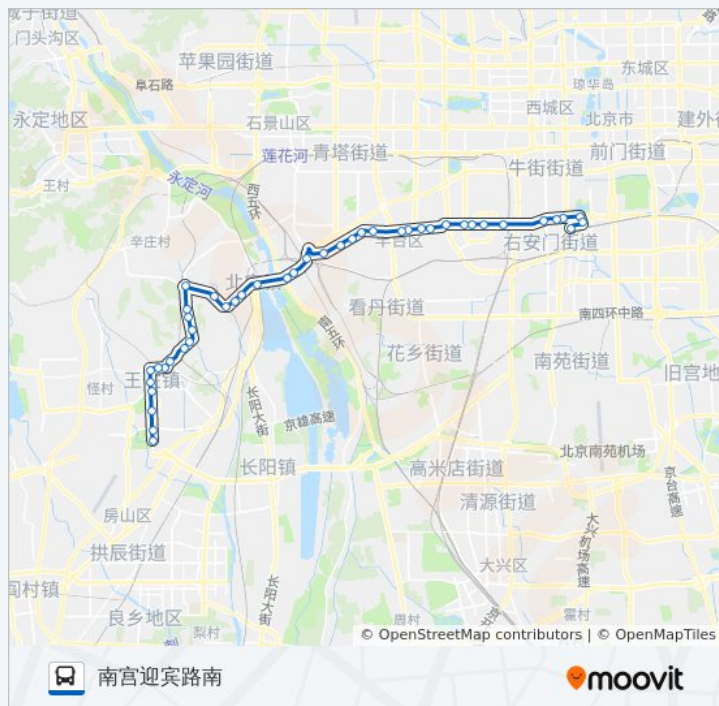 城子街道
门头沟区
苹果园街道
阜石路
东城区
琼华岛
西城区
北京市
永定地区
石景山区
建外街
前门街道
莲花河
青塔街道
牛街街道
永定河
王村
西五环
辛庄村
丰台区
右安门街道
看丹街道
南四环中路
南五环
花乡街道
南苑街道
旧宫地
怪村
长阳大街
京雄高速
北京南苑机场
长阳镇
高米店街道
京台高速
清源街道
房山区
大兴机场高速
拱辰街道
大兴区
阎村镇
长阳大街
霍村
良乡地区
梨村
周村
© OpenStreetMap contributors | © OpenMapTiles
南宫迎宾路南
moovit